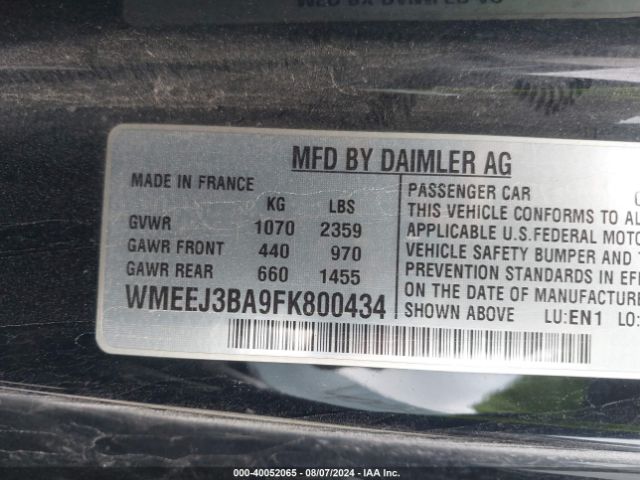 MFD BY DAIMLER AG
MADE IN FRANCE
KG LBS
GVWR 1070 2359
GAWR FRONT 440 970
GAWR REAR 660 1455
WMEEJ3BA9FK800434
PASSENGER CAR
THIS VEHICLE CONFORMS TO AL
APPLICABLE U.S.FEDERAL MOTO
VEHICLE SAFETY BUMPER AND T
PREVENTION STANDARDS IN EFF
ON THE DATE OF MANUFACTUR
SHOWN ABOVE LU:EN1 LO:
000-40052065 - 08/07/2024 - IAA